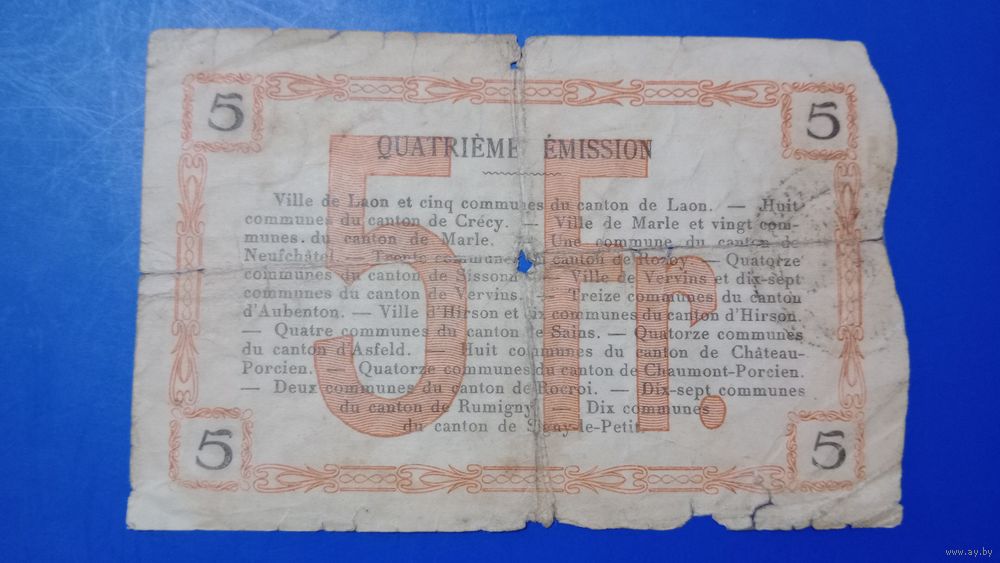 5 5
QUATRIÈME ÉMISSION
5 fr.
Ville de Laon et cinq communes du canton de Laon. — Huit
communes du canton de Crécy. — Ville de Marle et vingt com-
munes du canton de Marle. — Une commune du canton de
Neufchâtel. — Trente communes du canton de Rozoy — Quatorze
communes du canton de Sissonne — Ville de Vervins et dix-sept
communes du canton de Vervins. — Treize communes du canton
d'Aubenton. — Ville d'Hirson et dix communes du canton d'Hirson.
— Quatre communes du canton de Sains. — Quatorze communes
du canton d'Asfeld. — Huit communes du canton de Château-
Porcien. — Quatorze communes du canton de Chaumont-Porcien.
— Deux communes du canton de Rocroi. — Dix-sept communes
du canton de Rumigny — Dix communes
du canton de Signy-le-Petit.
5 5
www.ay.by